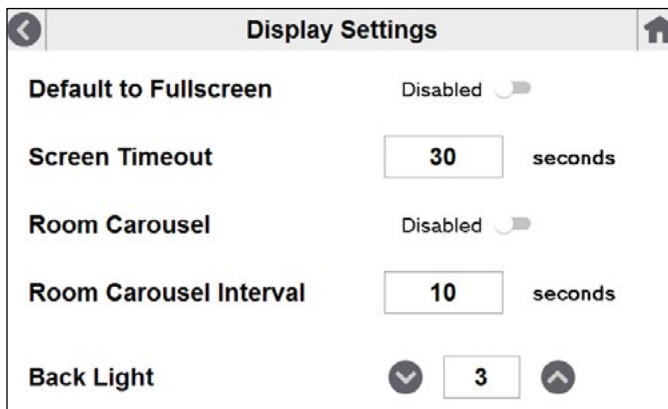 Display Settings
Default to Fullscreen Disabled
Screen Timeout 30 seconds
Room Carousel Disabled
Room Carousel Interval 10 seconds
Back Light 3